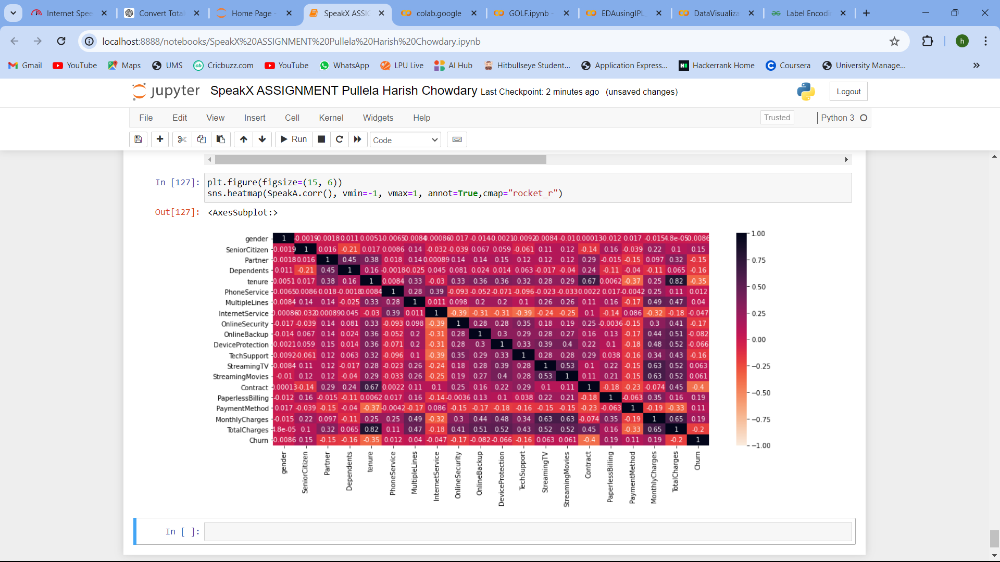 Internet Spee
Convert Total
Home Page -
SpeakX ASSIG
colab.google
GOLF.ipynb -
EDAusingIPL_
DataVisualiza
Label Encodin
localhost:8888/notebooks/SpeakX%20ASSIGNMENT%20Pullela%20Harish%20Chowdary.ipynb
h
Gmail YouTube Maps UMS Cricbuzz.com YouTube WhatsApp LPU Live AI Hub Hitbullseye Student... Application Express... Hackerrank Home Coursera University Manage... »
jupyter SpeakX ASSIGNMENT Pullela Harish Chowdary Last Checkpoint: 2 minutes ago (unsaved changes) Logout
File Edit View Insert Cell Kernel Widgets Help Trusted Python 3
Run Code
In [127]: plt.figure(figsize=(15, 6))
sns.heatmap(SpeakA.corr(), vmin=-1, vmax=1, annot=True,cmap="rocket_r")
Out[127]: <AxesSubplot:>
gender 1 -0.0019 -0.0018 0.011 0.0051 -0.0065 -0.0084 -0.00086 -0.017 -0.014 -0.0021 -0.0092 -0.0084 -0.01 0.00013 -0.012 0.017 -0.015 4.8e-05 -0.0086
SeniorCitizen -0.0019 1 0.016 -0.21 0.017 0.0086 0.14 -0.032 -0.039 0.067 0.059 -0.061 0.11 0.12 -0.14 0.16 -0.039 0.22 0.1 0.15
Partner -0.0018 0.016 1 0.45 0.38 0.018 0.14 0.00089 0.14 0.14 0.15 0.12 0.12 0.12 0.29 -0.015 -0.15 0.097 0.32 -0.15
Dependents 0.011 -0.21 0.45 1 0.16 -0.0018 -0.025 0.045 0.081 0.024 0.014 0.063 -0.017 -0.04 0.24 -0.11 -0.04 -0.11 0.065 -0.16
tenure 0.0051 0.017 0.38 0.16 1 0.0084 0.33 -0.03 0.33 0.36 0.36 0.32 0.28 0.29 0.67 0.0062 -0.37 0.25 0.82 -0.35
PhoneService -0.0065 0.0086 0.018 -0.0018 0.0084 1 0.28 0.39 -0.093 -0.052 -0.071 -0.096 -0.023 -0.033 0.0022 0.017 -0.0042 0.25 0.11 0.012
MultipleLines -0.0084 0.14 0.14 -0.025 0.33 0.28 1 0.011 0.098 0.2 0.2 0.1 0.26 0.26 0.11 0.16 -0.17 0.49 0.47 0.04
InternetService -0.00086 -0.032 0.00089 0.045 -0.03 0.39 0.011 1 -0.39 -0.31 -0.31 -0.39 -0.24 -0.25 0.1 -0.14 0.086 -0.32 -0.18 -0.047
OnlineSecurity -0.017 -0.039 0.14 0.081 0.33 -0.093 0.098 -0.39 1 0.28 0.28 0.35 0.18 0.19 0.25 -0.0036 -0.15 0.3 0.41 -0.17
OnlineBackup -0.014 0.067 0.14 0.024 0.36 -0.052 0.2 -0.31 0.28 1 0.3 0.29 0.28 0.27 0.16 0.13 -0.17 0.44 0.51 -0.082
DeviceProtection -0.0021 0.059 0.15 0.014 0.36 -0.071 0.2 -0.31 0.28 0.3 1 0.33 0.39 0.4 0.22 0.1 -0.18 0.48 0.52 -0.066
TechSupport -0.0092 -0.061 0.12 0.063 0.32 -0.096 0.1 -0.39 0.35 0.29 0.33 1 0.28 0.28 0.29 0.038 -0.16 0.34 0.43 -0.16
StreamingTV -0.0084 0.11 0.12 -0.017 0.28 -0.023 0.26 -0.24 0.18 0.28 0.39 0.28 1 0.53 0.1 0.22 -0.15 0.63 0.52 0.063
StreamingMovies -0.01 0.12 0.12 -0.04 0.29 -0.033 0.26 -0.25 0.19 0.27 0.4 0.28 0.53 1 0.11 0.21 -0.15 0.63 0.52 0.061
Contract 0.00013 -0.14 0.29 0.24 0.67 0.0022 0.11 0.1 0.25 0.16 0.22 0.29 0.1 0.11 1 -0.18 -0.23 -0.074 0.45 -0.4
PaperlessBilling -0.012 0.16 -0.015 -0.11 0.0062 0.017 0.16 -0.14 -0.0036 0.13 0.1 0.038 0.22 0.21 -0.18 1 -0.063 0.35 0.16 0.19
PaymentMethod 0.017 -0.039 -0.15 -0.04 -0.37 -0.0042 -0.17 0.086 -0.15 -0.17 -0.18 -0.16 -0.15 -0.15 -0.23 -0.063 1 -0.19 -0.33 0.11
MonthlyCharges -0.015 0.22 0.097 -0.11 0.25 0.25 0.49 -0.32 0.3 0.44 0.48 0.34 0.63 0.63 -0.074 0.35 -0.19 1 0.65 0.19
TotalCharges 4.8e-05 0.1 0.32 0.065 0.82 0.11 0.47 -0.18 0.41 0.51 0.52 0.43 0.52 0.52 0.45 0.16 -0.33 0.65 1 -0.2
Churn -0.0086 0.15 -0.15 -0.16 -0.35 0.012 0.04 -0.047 -0.17 -0.082 -0.066 -0.16 0.063 0.061 -0.4 0.19 0.11 0.19 -0.2 1
gender
SeniorCitizen
Partner
Dependents
tenure
PhoneService
MultipleLines
InternetService
OnlineSecurity
OnlineBackup
DeviceProtection
TechSupport
StreamingTV
StreamingMovies
Contract
PaperlessBilling
PaymentMethod
MonthlyCharges
TotalCharges
Churn
1.00
0.75
0.50
0.25
0.00
−0.25
−0.50
−0.75
−1.00
In [ ]: